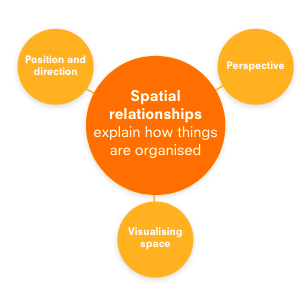 Position and
direction
Perspective
Spatial
relationships
explain how things
are organised
Visualising
space